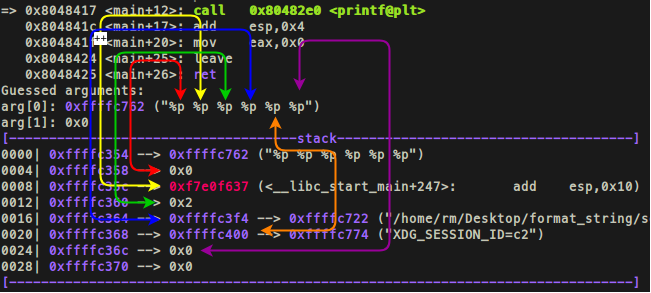 => 0x8048417 <main+12>: call 0x80482e0 <printf@plt>
0x804841c <main+17>: add esp,0x4
0x804841f <main+20>: mov eax,0x0
0x8048424 <main+25>: leave
0x8048425 <main+26>: ret
Guessed arguments:
arg[0]: 0xffffc762 ("%p %p %p %p %p %p")
arg[1]: 0x0
[------------------------------------stack-------------------------------------]
0000| 0xffffc354 --> 0xffffc762 ("%p %p %p %p %p %p")
0004| 0xffffc358 --> 0x0
0008| 0xffffc35c --> 0xf7e0f637 (<__libc_start_main+247>: add esp,0x10)
0012| 0xffffc360 --> 0x2
0016| 0xffffc364 --> 0xffffc3f4 --> 0xffffc722 ("/home/rm/Desktop/format_string/s
0020| 0xffffc368 --> 0xffffc400 --> 0xffffc774 ("XDG_SESSION_ID=c2")
0024| 0xffffc36c --> 0x0
0028| 0xffffc370 --> 0x0
[------------------------------------------------------------------------------]